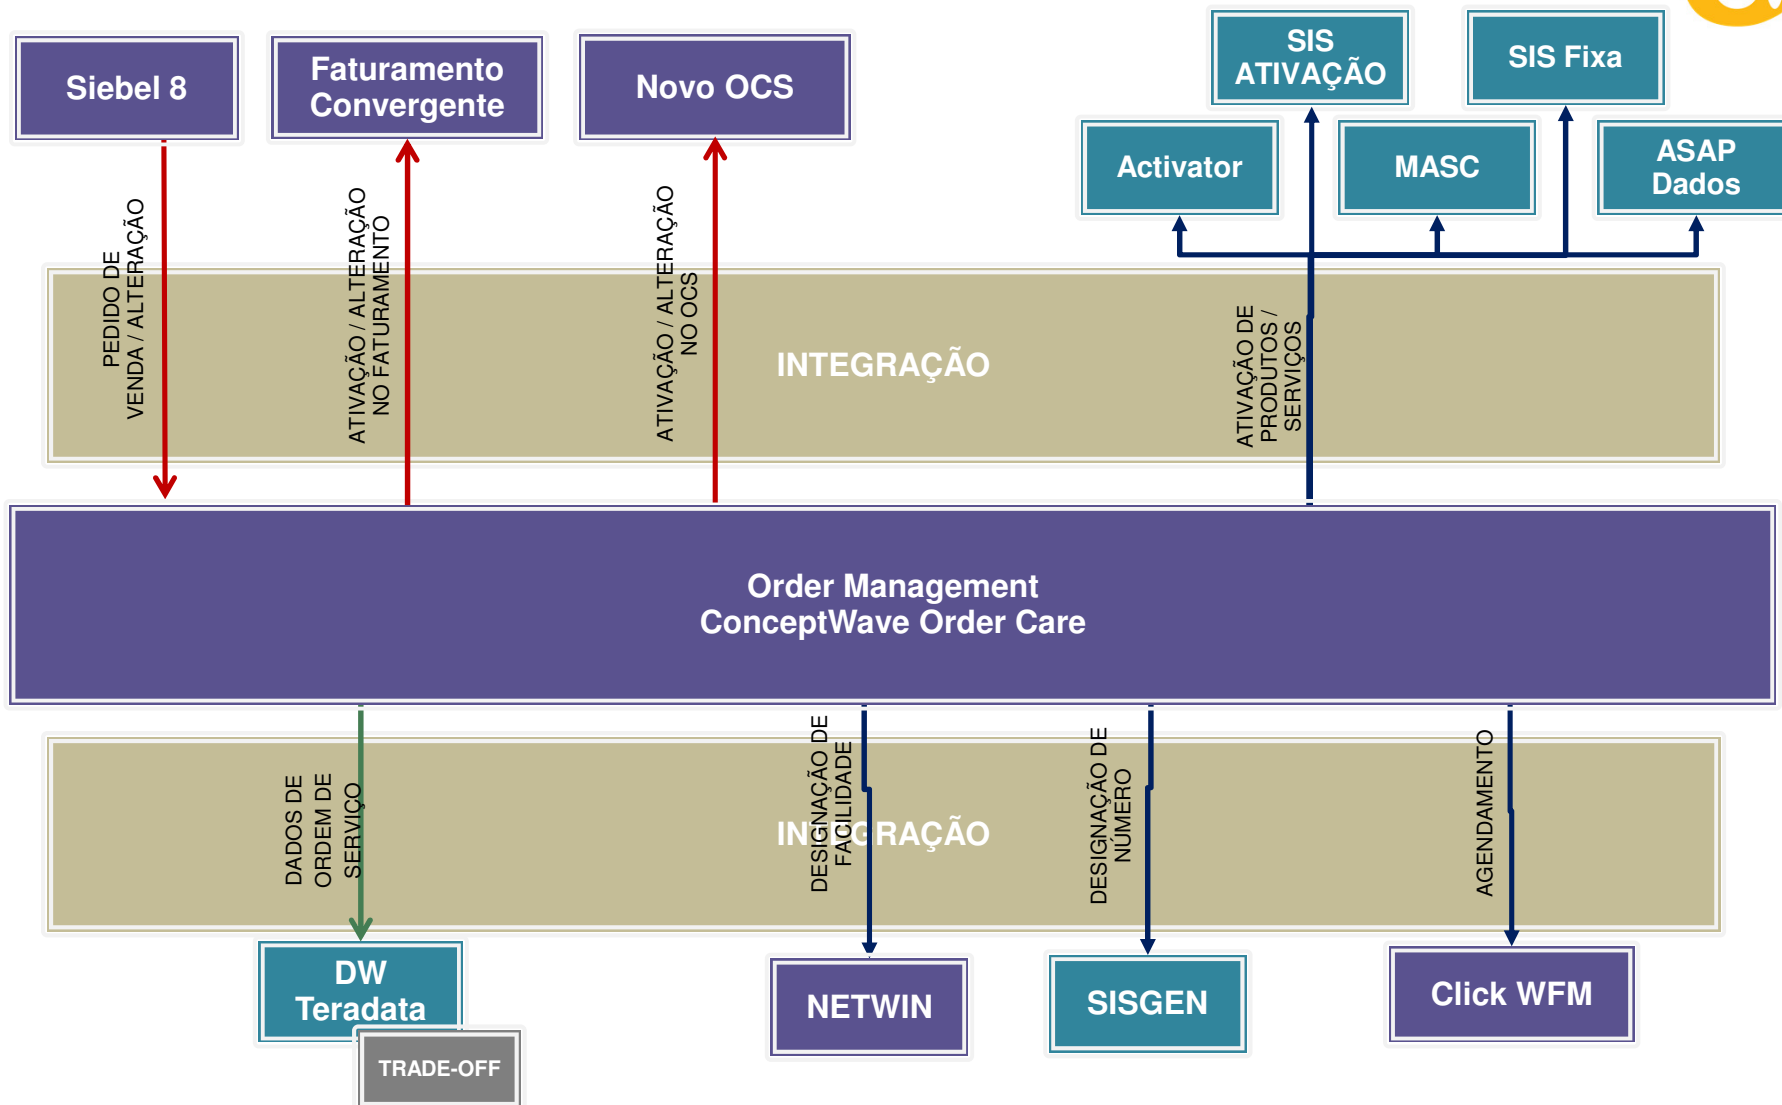 Siebel 8
Faturamento
Convergente
Novo OCS
SIS
ATIVAÇÃO
SIS Fixa
Activator
MASC
ASAP
Dados
PEDIDO DE
VENDA / ALTERAÇÃO
ATIVAÇÃO / ALTERAÇÃO
NO FATURAMENTO
ATIVAÇÃO / ALTERAÇÃO
NO OCS
INTEGRAÇÃO
ATIVAÇÃO DE
PRODUTOS /
SERVIÇOS
Order Management
ConceptWave Order Care
DADOS DE
ORDEM DE
SERVIÇO
INTEGRAÇÃO
DESIGNAÇÃO DE
FACILIDADE
DESIGNAÇÃO DE
NÚMERO
AGENDAMENTO
DW
Teradata
TRADE-OFF
NETWIN
SISGEN
Click WFM